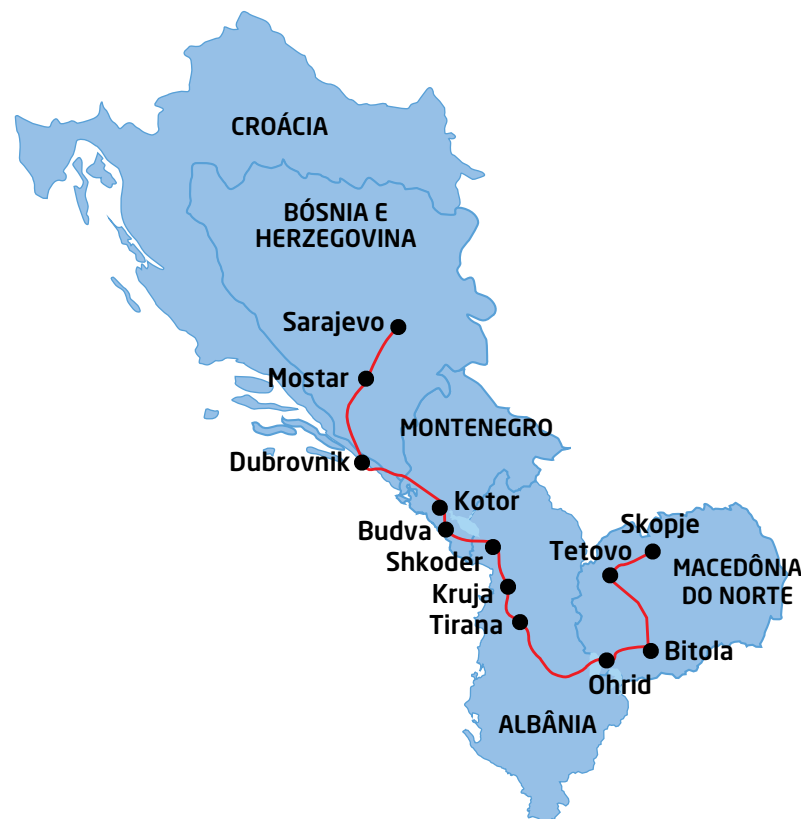 CROÁCIA
BÓSNIA E
HERZEGOVINA
Sarajevo
Mostar
MONTENEGRO
Dubrovnik
Kotor
Budva
Skopje
Shkoder
Tetovo
MACEDÔNIA
DO NORTE
Kruja
Tirana
Bitola
Ohrid
ALBÂNIA